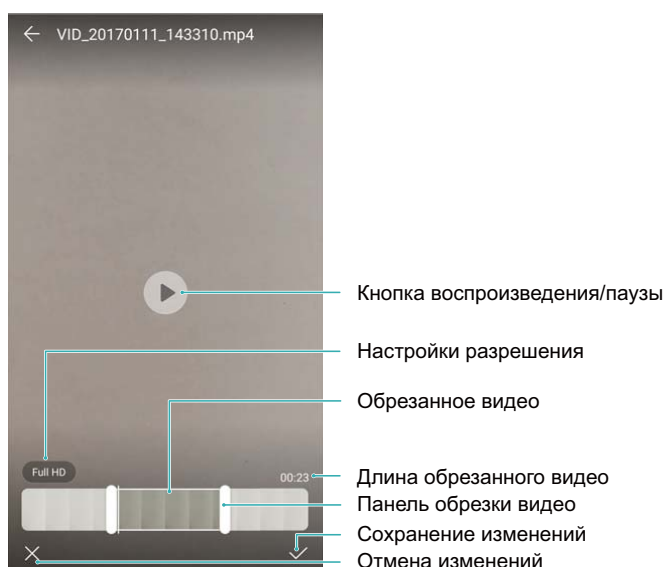 VID_20170111_143310.mp4
Кнопка воспроизведения/паузы
Настройки разрешения
Обрезанное видео
Full HD
00:23
Длина обрезанного видео
Панель обрезки видео
Сохранение изменений
Отмена изменений